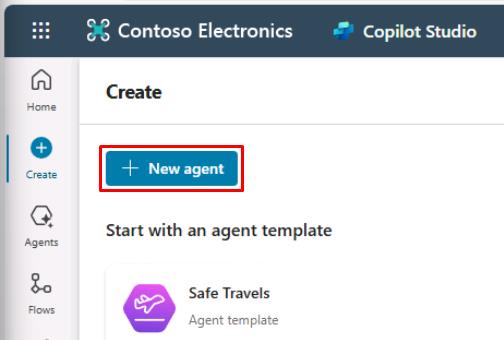 Contoso Electronics
Copilot Studio
Home
Create
Create
New agent
Agents
Start with an agent template
Flows
Safe Travels
Agent template